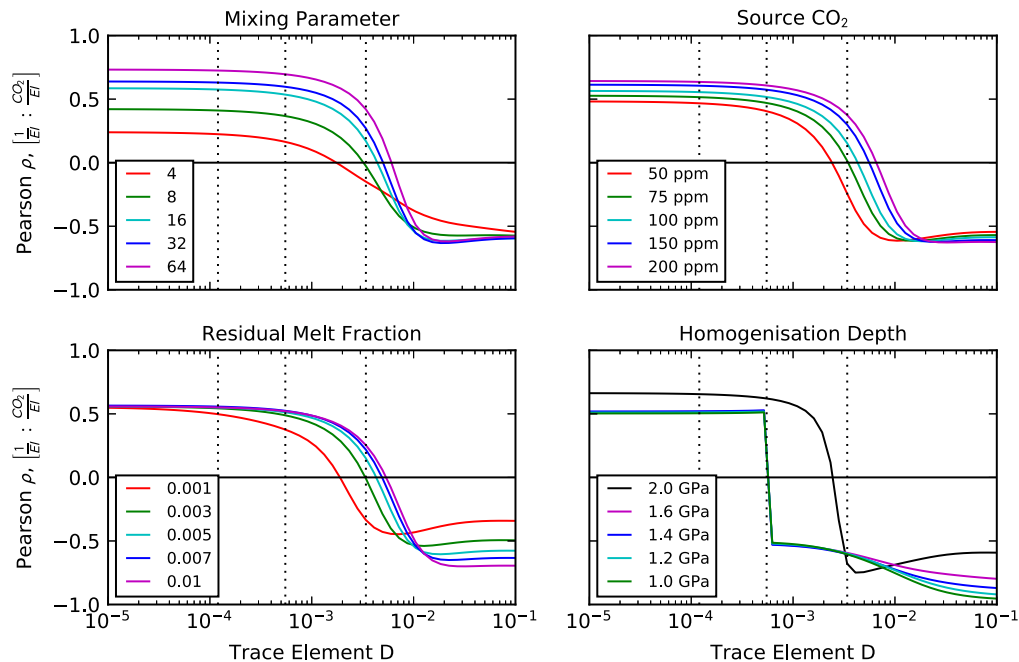 Mixing Parameter
Source CO₂
1.0
0.5
0.0
−0.5
−1.0
Pearson ρ, [1/El : CO₂/El]
4
8
16
32
64
50 ppm
75 ppm
100 ppm
150 ppm
200 ppm
Residual Melt Fraction
Homogenisation Depth
1.0
0.5
0.0
−0.5
−1.0
Pearson ρ, [1/El : CO₂/El]
0.001
0.003
0.005
0.007
0.01
2.0 GPa
1.6 GPa
1.4 GPa
1.2 GPa
1.0 GPa
10⁻⁵ 10⁻⁴ 10⁻³ 10⁻² 10⁻¹
10⁻⁵ 10⁻⁴ 10⁻³ 10⁻² 10⁻¹
Trace Element D
Trace Element D